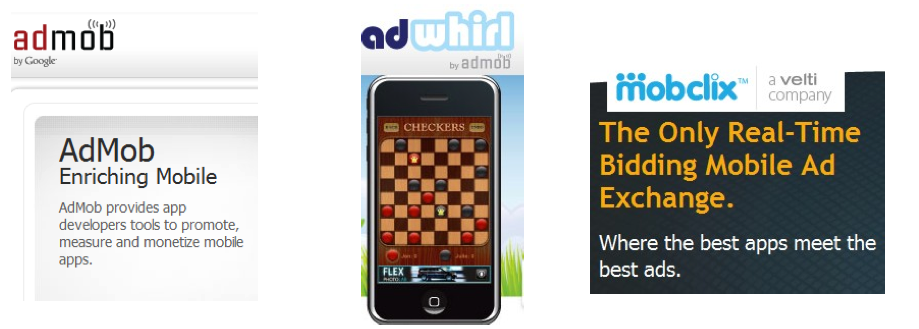 admob
by Google
AdMob
Enriching Mobile
AdMob provides app
developers tools to promote,
measure and monetize mobile
apps.
adwhirl
by admob
CHECKERS
FLEX
mobclix™
a velti
company
The Only Real-Time
Bidding Mobile Ad
Exchange.
Where the best apps meet the
best ads.